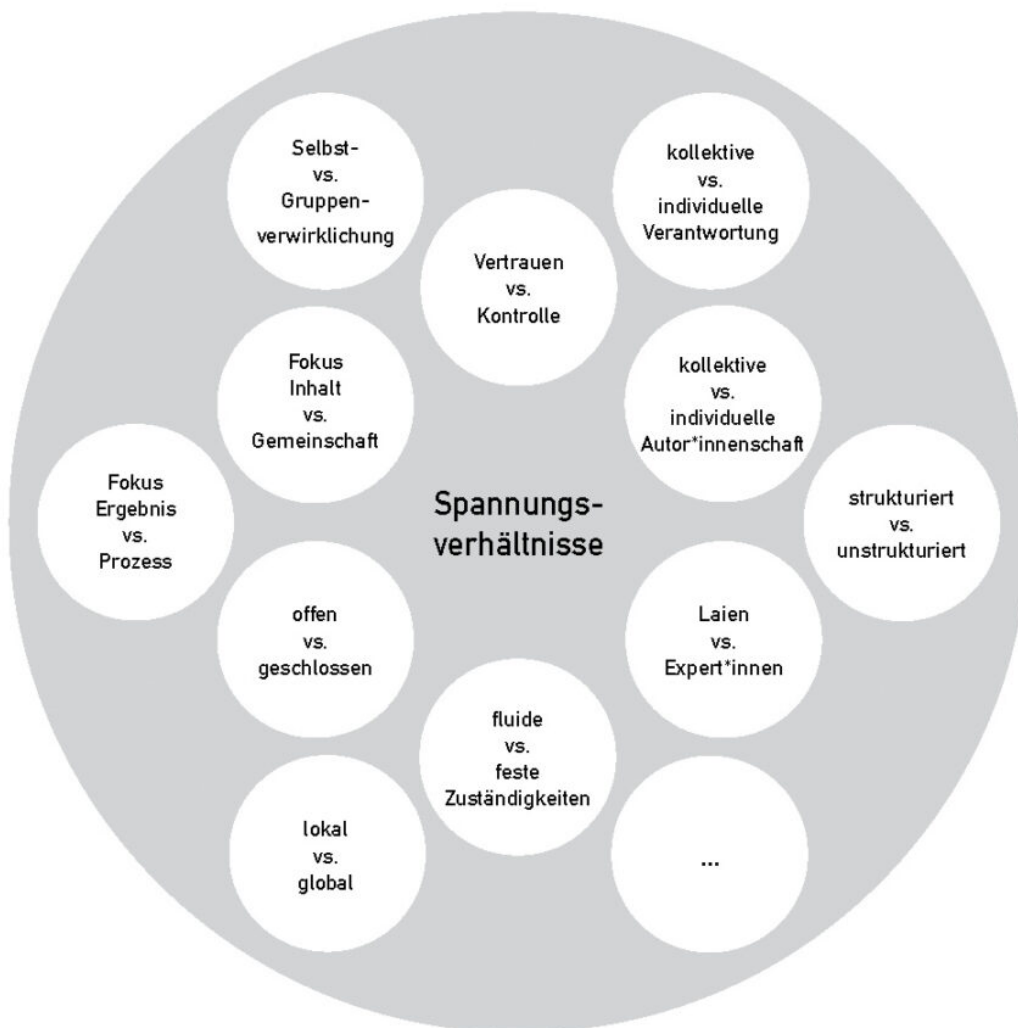 Selbst-
vs.
Gruppen-
verwirklichung
kollektive
vs.
individuelle
Verantwortung
Vertrauen
vs.
Kontrolle
Fokus
Inhalt
vs.
Gemeinschaft
kollektive
vs.
individuelle
Autor*innenschaft
Fokus
Ergebnis
vs.
Prozess
Spannungs-
verhältnisse
strukturiert
vs.
unstrukturiert
offen
vs.
geschlossen
Laien
vs.
Expert*innen
fluide
vs.
feste
Zuständigkeiten
lokal
vs.
global
...